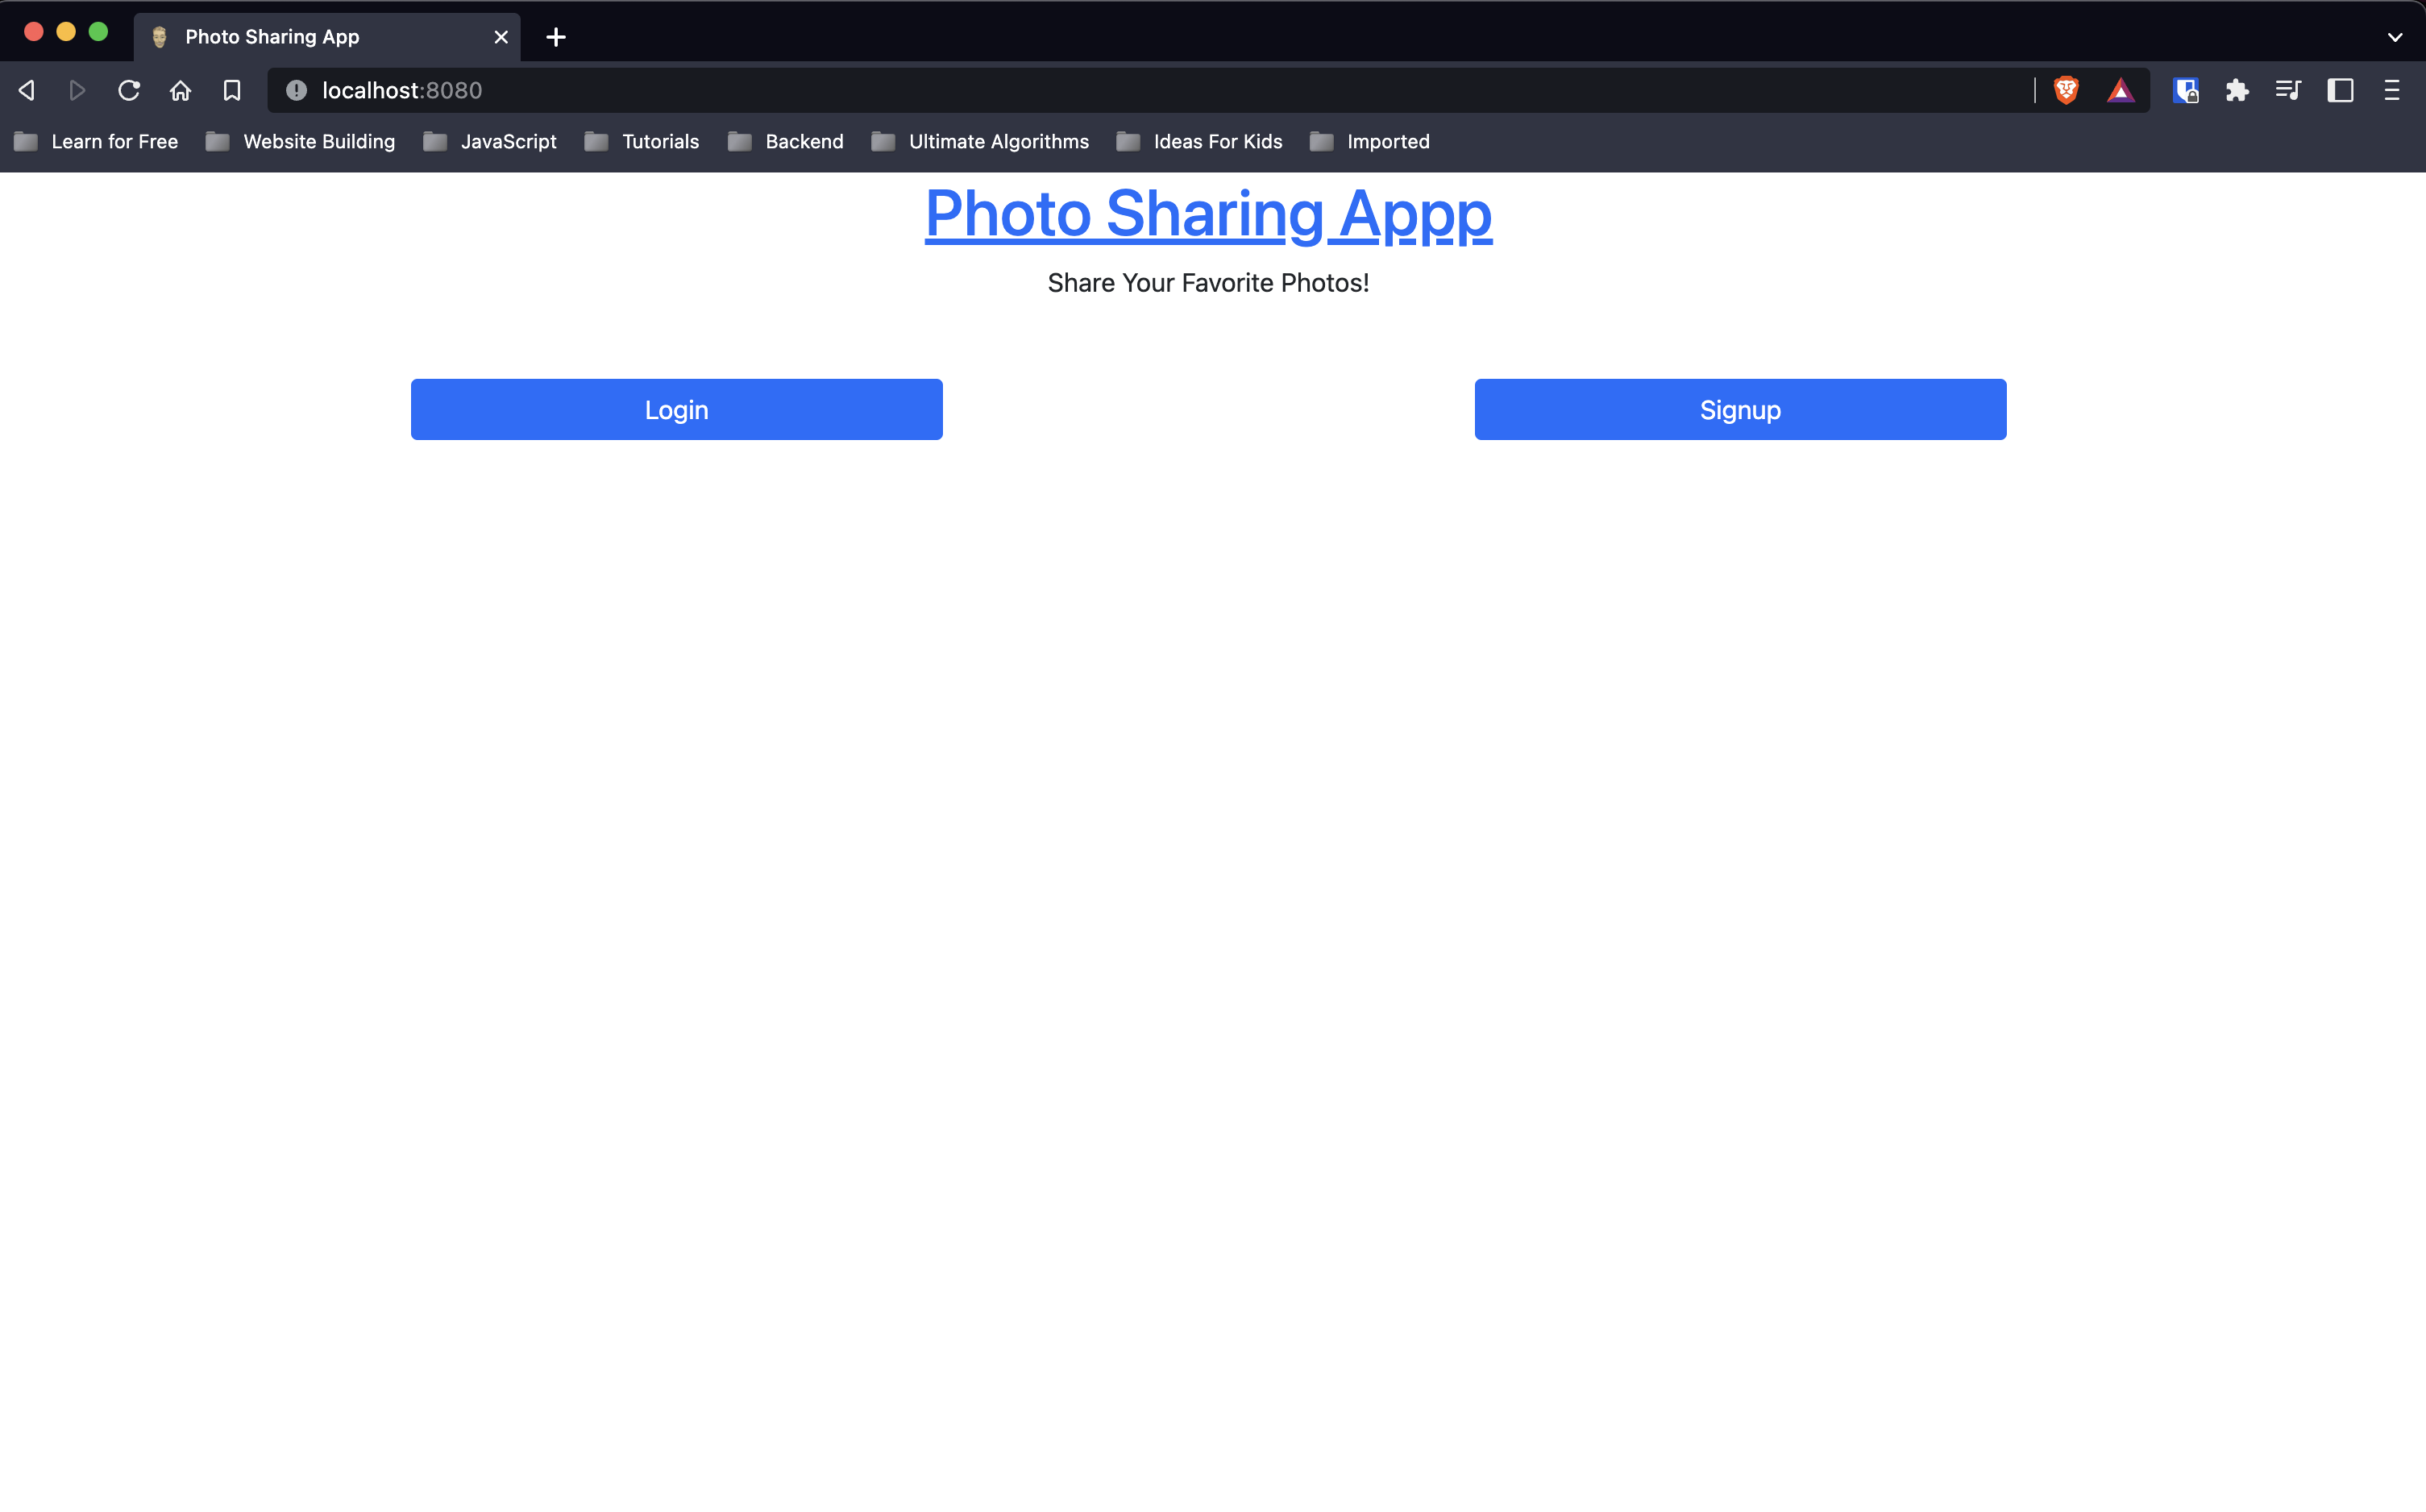 Photo Sharing App
localhost:8080
Learn for Free Website Building JavaScript Tutorials Backend Ultimate Algorithms Ideas For Kids Imported
Photo Sharing Appp
Share Your Favorite Photos!
Login Signup